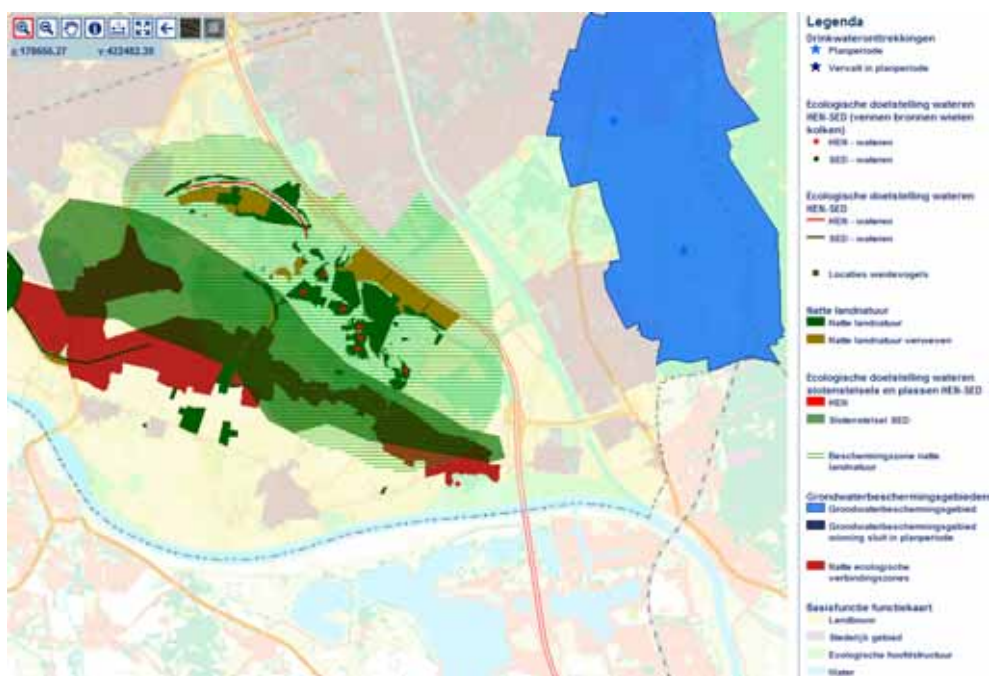 x:178656.27 y:422482.38
Legenda
Drinkwateronttrekkingen
Planperiode
Vervalt in planperiode
Ecologische doelstelling wateren
HEN-SED (vennen bronnen wielen
kolken)
HEN - wateren
SED - wateren
Ecologische doelstelling wateren
HEN-SED
HEN - wateren
SED - wateren
Locaties weidevogels
Natte landnatuur
Natte landnatuur
Natte landnatuur verweven
Ecologische doelstelling wateren
slotenstelsels en plassen HEN-SED
HEN
Slotenstelsel SED
Beschermingszone natte
landnatuur
Grondwaterbeschermingsgebieden
Grondwaterbeschermingsgebied
Grondwaterbeschermingsgebied
winning sluit in planperiode
Natte ecologische
verbindingszones
Basisfunctie functiekaart
Landbouw
Stedelijk gebied
Ecologische hoofdstructuur
Water